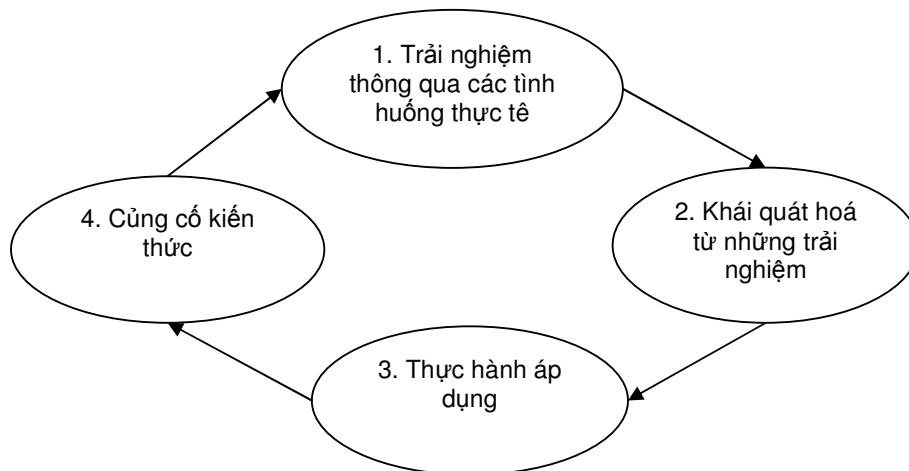 1. Trải nghiệm
thông qua các tình
huống thực tê
2. Khái quát hoá
từ những trải
nghiệm
3. Thực hành áp
dụng
4. Củng cố kiến
thức